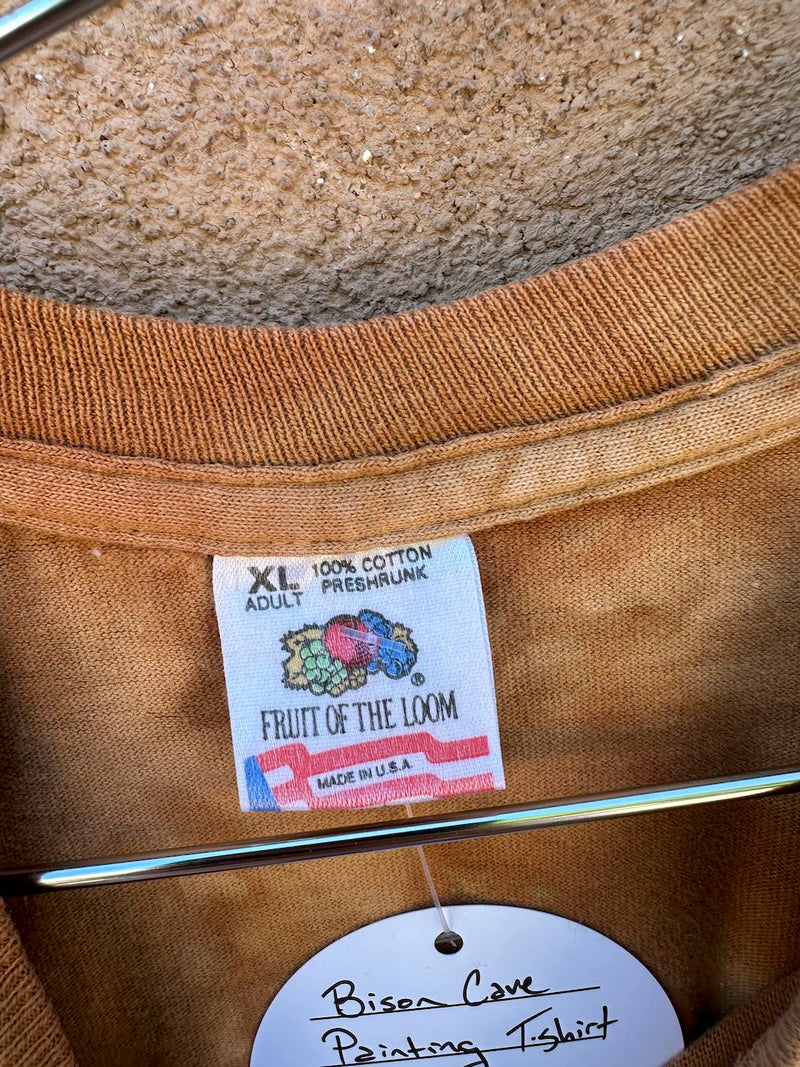 XL 100% COTTON
ADULT PRESHRUNK
®
FRUIT OF THE LOOM
MADE IN U.S.A.
Bison Cave
Painting T-shirt